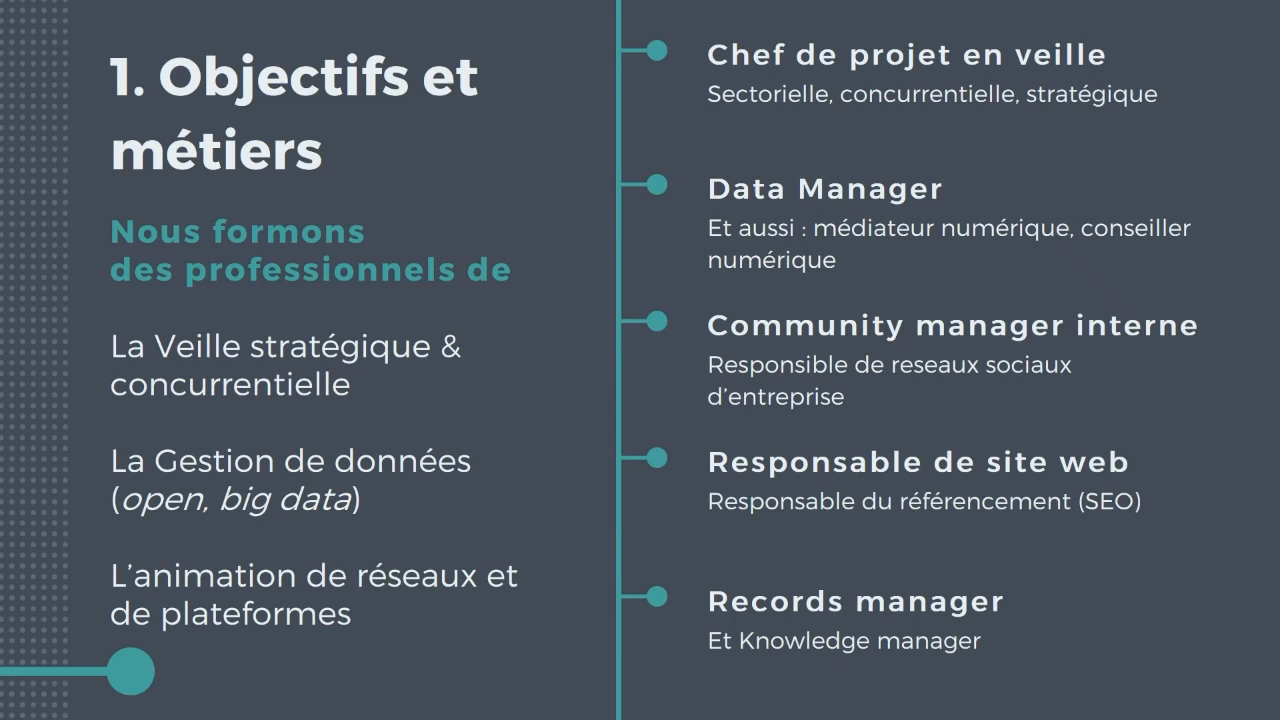 1. Objectifs et
métiers
Nous formons
des professionnels de
La Veille stratégique &
concurrentielle
La Gestion de données
(open, big data)
L’animation de réseaux et
de plateformes
Chef de projet en veille
Sectorielle, concurrentielle, stratégique
Data Manager
Et aussi : médiateur numérique, conseiller
numérique
Community manager interne
Responsible de reseaux sociaux
d’entreprise
Responsable de site web
Responsable du référencement (SEO)
Records manager
Et Knowledge manager